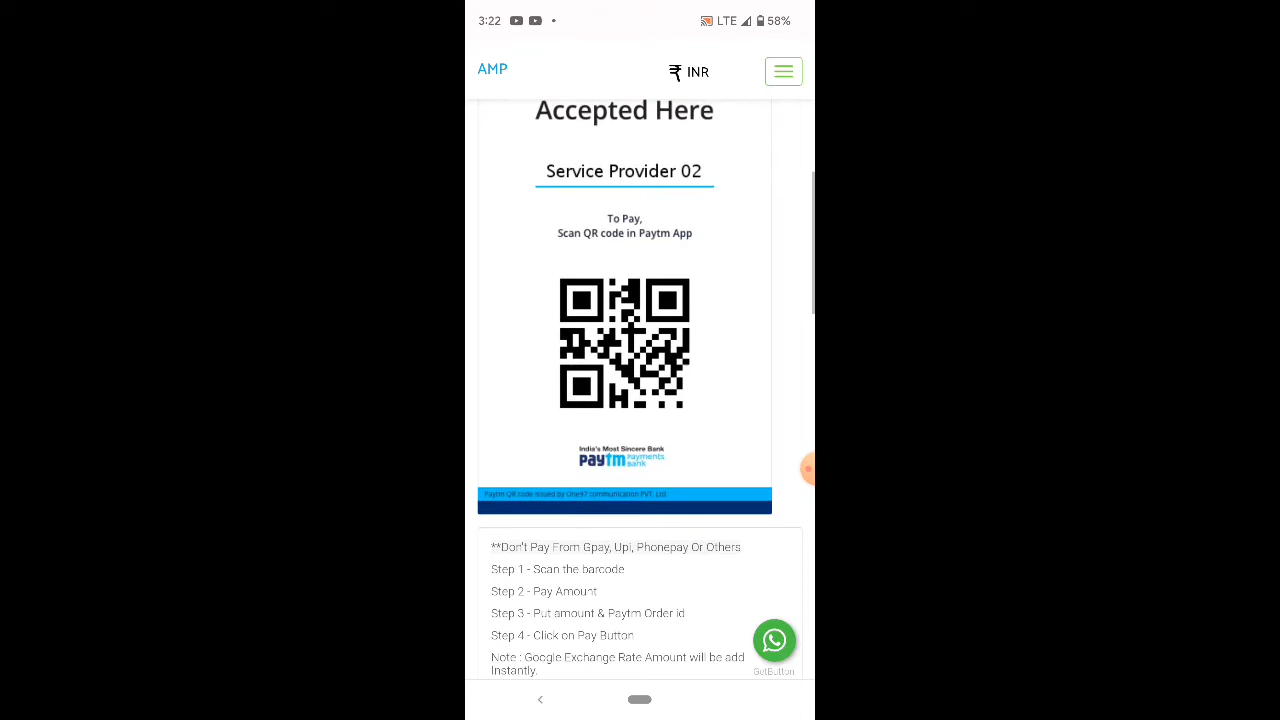 3:22
LTE
58%
AMP
₹ INR
Accepted Here
Service Provider 02
To Pay,
Scan QR code in Paytm App
India's Most Sincere Bank
paytm payments
bank
Paytm QR code issued by One97 communication PVT. Ltd.
**Don't Pay From Gpay, Upi, Phonepay Or Others
Step 1 - Scan the barcode
Step 2 - Pay Amount
Step 3 - Put amount & Paytm Order id
Step 4 - Click on Pay Button
Note : Google Exchange Rate Amount will be add
Instantly.
GetButton